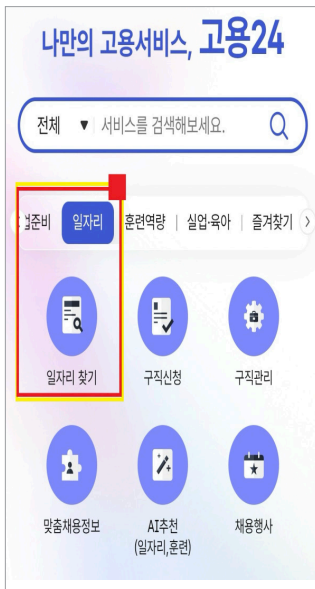 나만의 고용서비스, 고용24
전체 ▼ 서비스를 검색해보세요.
업준비 일자리 훈련역량 | 실업·육아 | 즐겨찾기 >
일자리 찾기 구직신청 구직관리
맞춤채용정보 AI추천 채용행사
(일자리,훈련)